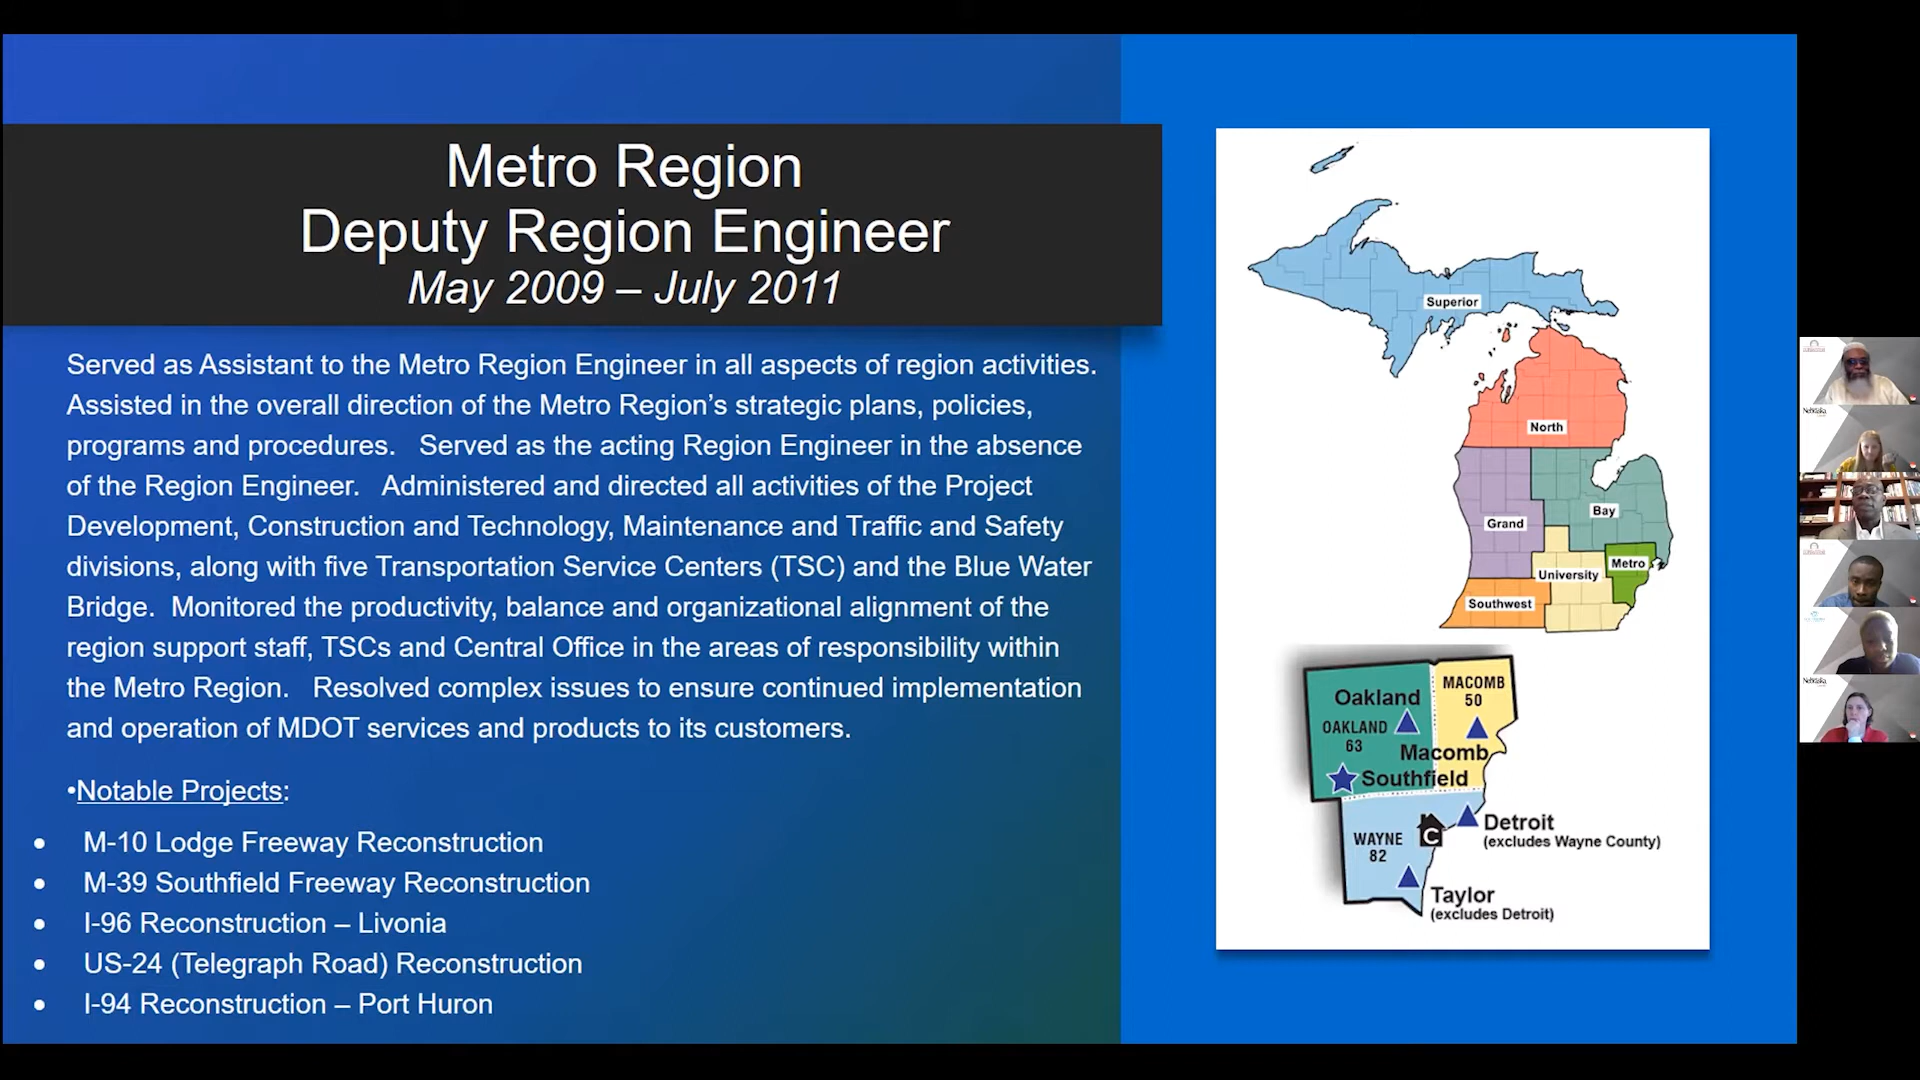 Metro Region
Deputy Region Engineer
May 2009 – July 2011
Served as Assistant to the Metro Region Engineer in all aspects of region activities.
Assisted in the overall direction of the Metro Region's strategic plans, policies,
programs and procedures. Served as the acting Region Engineer in the absence
of the Region Engineer. Administered and directed all activities of the Project
Development, Construction and Technology, Maintenance and Traffic and Safety
divisions, along with five Transportation Service Centers (TSC) and the Blue Water
Bridge. Monitored the productivity, balance and organizational alignment of the
region support staff, TSCs and Central Office in the areas of responsibility within
the Metro Region. Resolved complex issues to ensure continued implementation
and operation of MDOT services and products to its customers.
•Notable Projects:
• M-10 Lodge Freeway Reconstruction
• M-39 Southfield Freeway Reconstruction
• I-96 Reconstruction – Livonia
• US-24 (Telegraph Road) Reconstruction
• I-94 Reconstruction – Port Huron
Superior
North
Bay
Grand
Metro
University
Southwest
MACOMB
50
Oakland
OAKLAND
63
Macomb
Southfield
Detroit
(excludes Wayne County)
WAYNE
82
C
Taylor
(excludes Detroit)
Nebraska
Nebraska